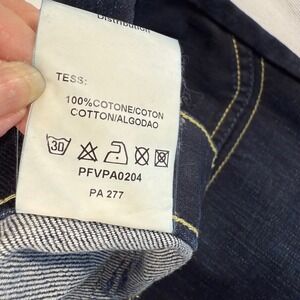 Distribution
TESS:
100%COTONE/COTON
COTTON/ALGODAO
30
PFVPA0204
PA 277